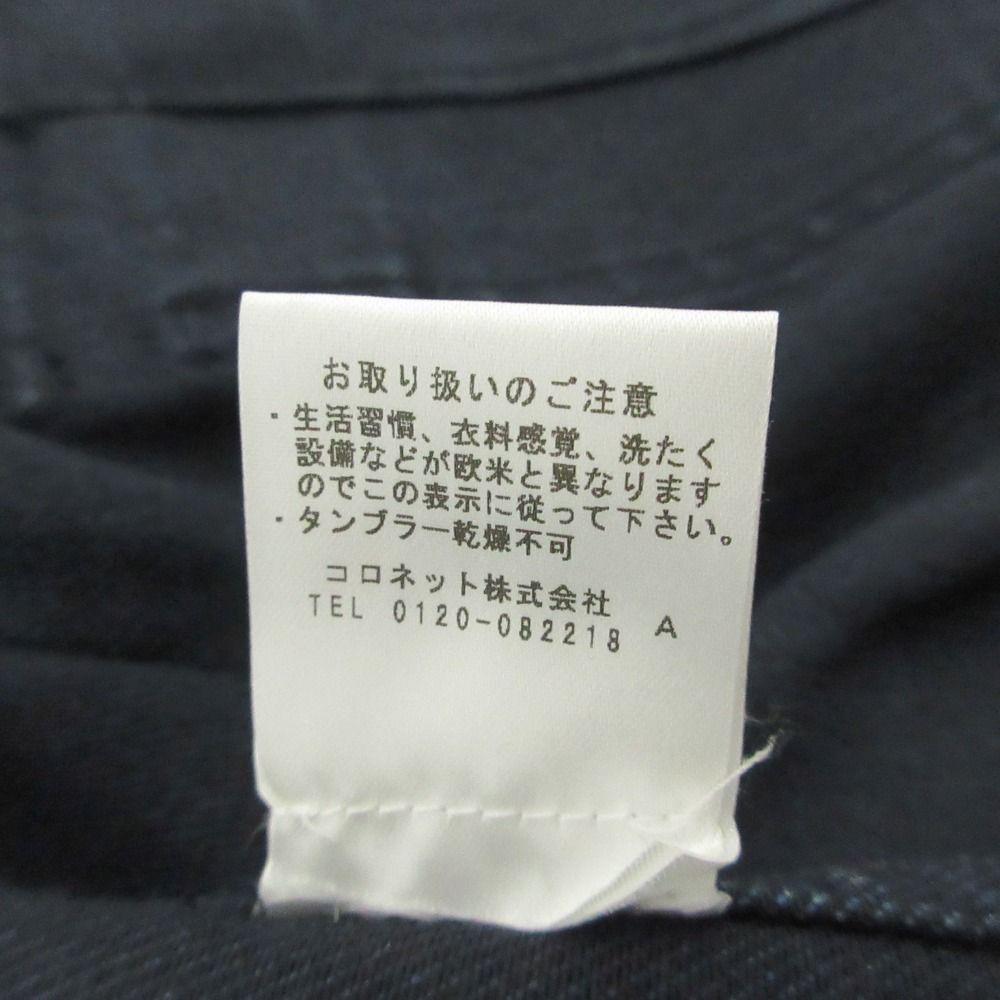 お取り扱いのご注意
・生活習慣、衣料感覚、洗たく
設備などが欧米と異なります
のでこの表示に従って下さい。
・タンブラー乾燥不可
コロネット株式会社
TEL 0120-082218 A